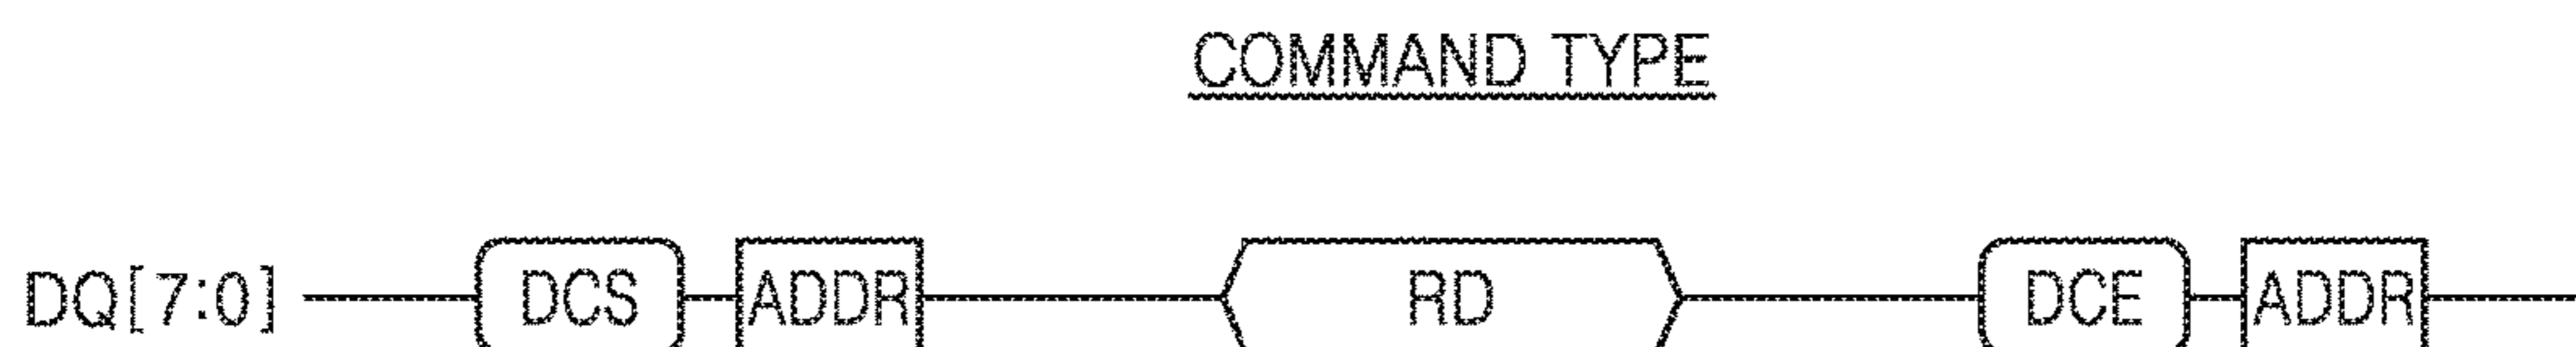 COMMAND TYPE
DQ[7:0] DCS ADDR RD DCE ADDR